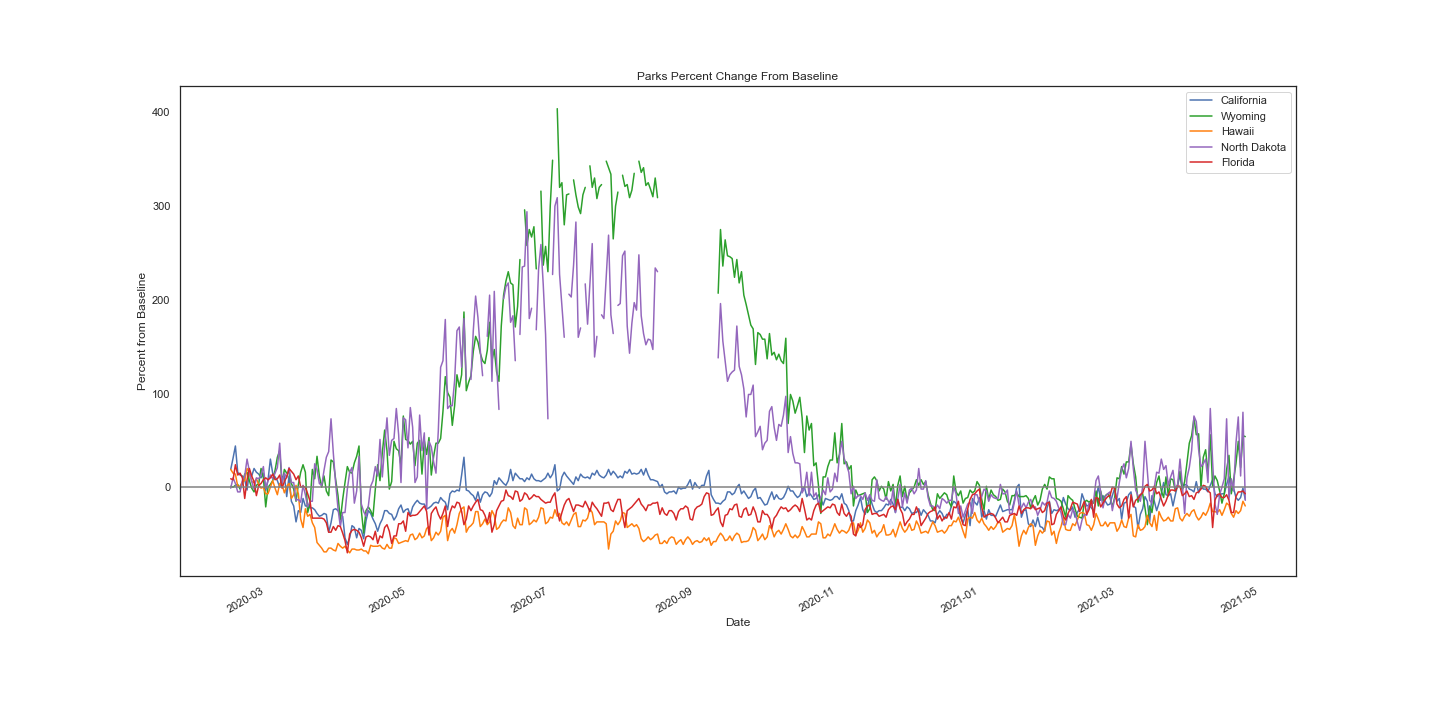 Parks Percent Change From Baseline
California
Wyoming
Hawaii
North Dakota
Florida
Percent from Baseline
400
300
200
100
0
2020-03
2020-05
2020-07
2020-09
2020-11
2021-01
2021-03
2021-05
Date